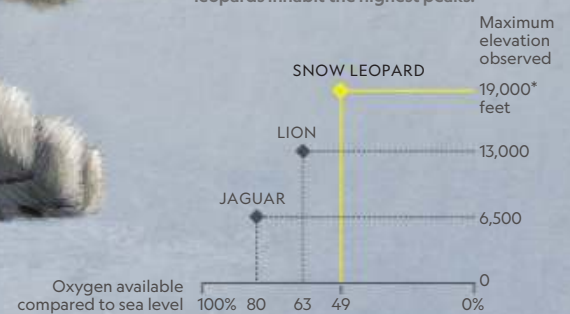 leopards inhabit the highest peaks.
Maximum
elevation
observed
SNOW LEOPARD
19,000*
feet
LION
13,000
JAGUAR
6,500
0
Oxygen available
compared to sea level
100% 80 63 49 0%